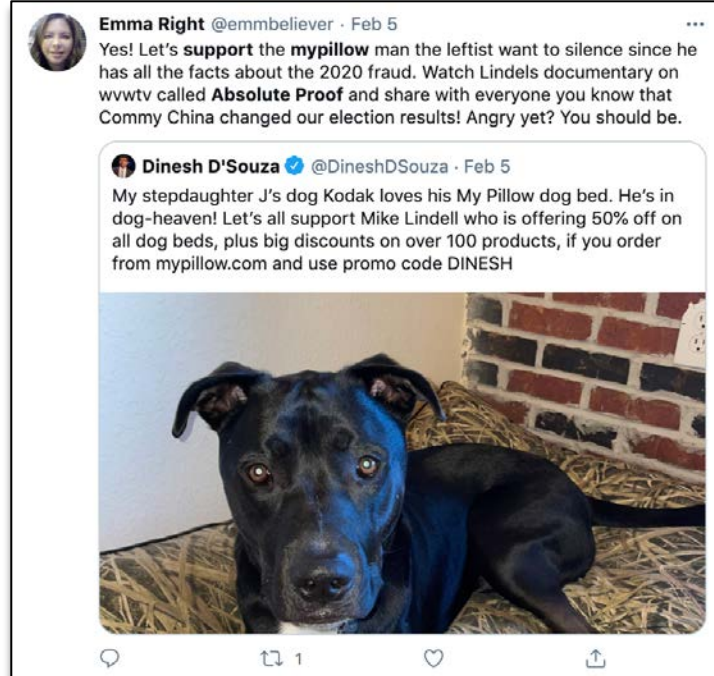 Emma Right @emmbeliever · Feb 5
Yes! Let's support the mypillow man the leftist want to silence since he
has all the facts about the 2020 fraud. Watch Lindels documentary on
wvwtv called Absolute Proof and share with everyone you know that
Commy China changed our election results! Angry yet? You should be.
Dinesh D'Souza @DineshDSouza · Feb 5
My stepdaughter J's dog Kodak loves his My Pillow dog bed. He's in
dog-heaven! Let's all support Mike Lindell who is offering 50% off on
all dog beds, plus big discounts on over 100 products, if you order
from mypillow.com and use promo code DINESH
1